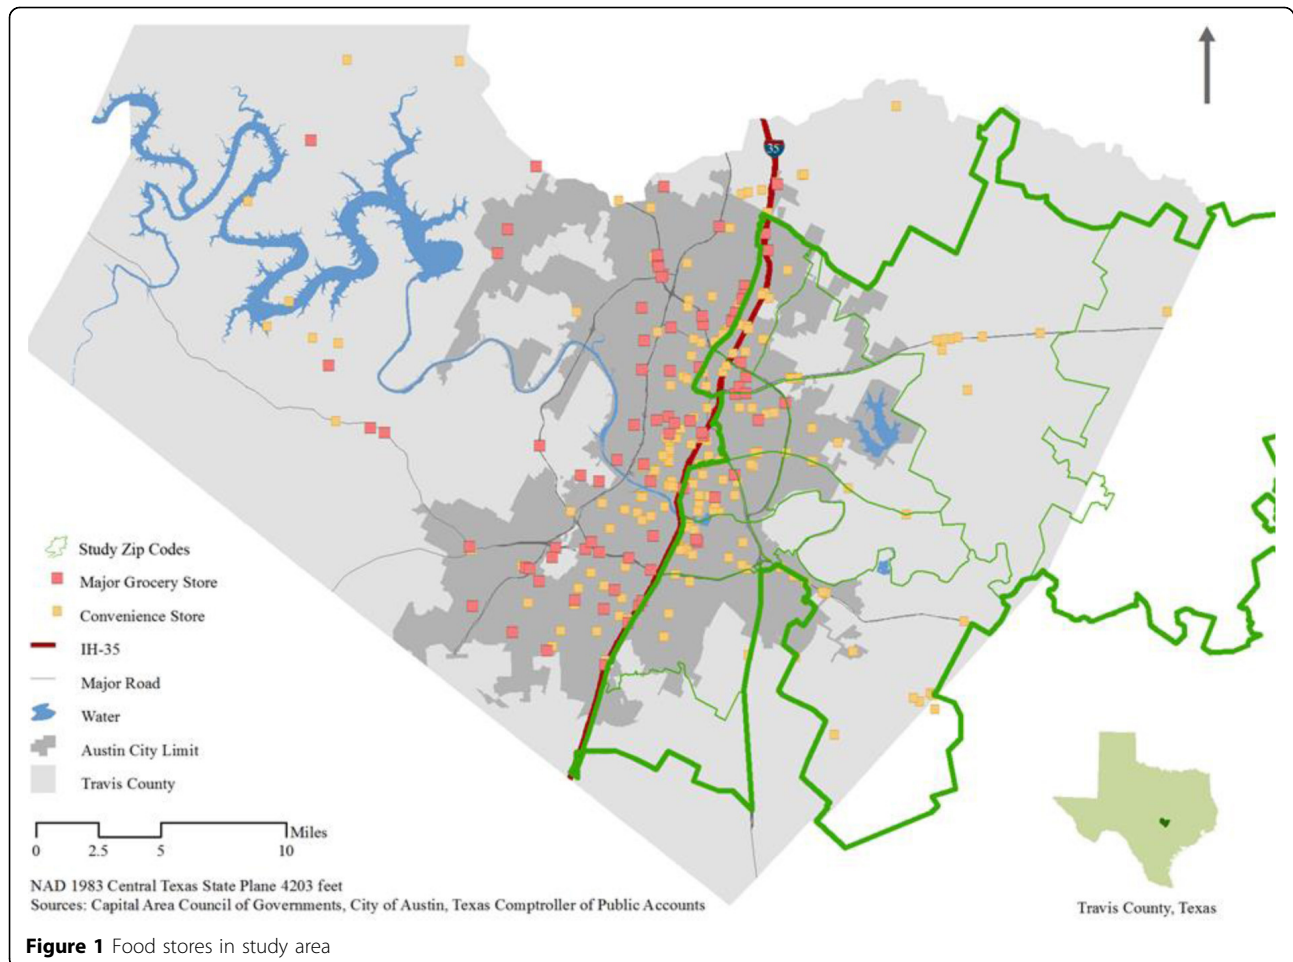 35
Study Zip Codes
Major Grocery Store
Convenience Store
IH-35
Major Road
Water
Austin City Limit
Travis County
Miles
0 2.5 5 10
NAD 1983 Central Texas State Plane 4203 feet
Sources: Capital Area Council of Governments, City of Austin, Texas Comptroller of Public Accounts
Travis County, Texas
Figure 1 Food stores in study area